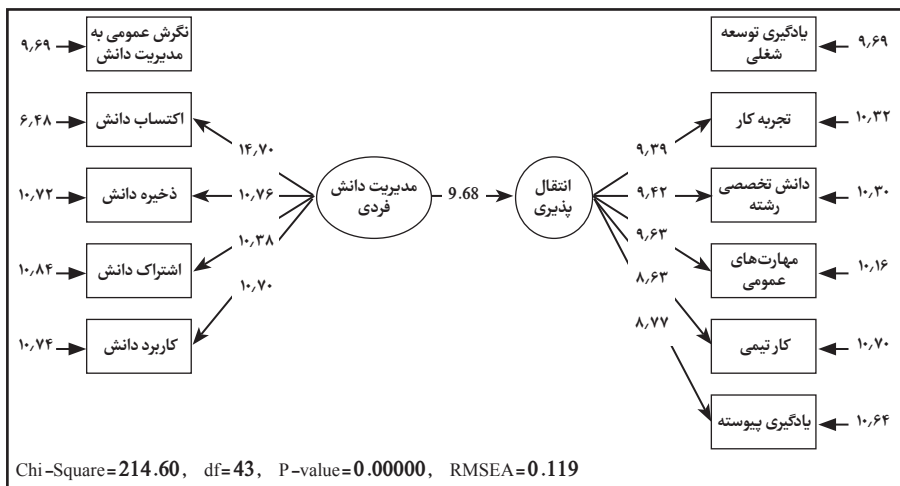 نگرش عمومی به
مدیریت دانش
۹٫۶۹
اکتساب دانش
۶٫۴۸
ذخیره دانش
۱۰٫۷۲
اشتراک دانش
۱۰٫۸۴
کاربرد دانش
۱۰٫۷۴
۱۴٫۷۰
۱۰٫۷۶
۱۰٫۳۸
۱۰٫۷۰
مدیریت دانش
فردی
9.68
انتقال
پذیری
۹٫۳۹
۹٫۴۲
۹٫۶۳
۸٫۶۳
۸٫۷۷
یادگیری توسعه
شغلی
۹٫۶۹
تجربه کار
۱۰٫۳۲
دانش تخصصی
رشته
۱۰٫۳۰
مهارت‌های
عمومی
۱۰٫۱۶
کار تیمی
۱۰٫۷۰
یادگیری پیوسته
۱۰٫۶۴
Chi-Square=214.60, df=43, P-value=0.00000, RMSEA=0.119